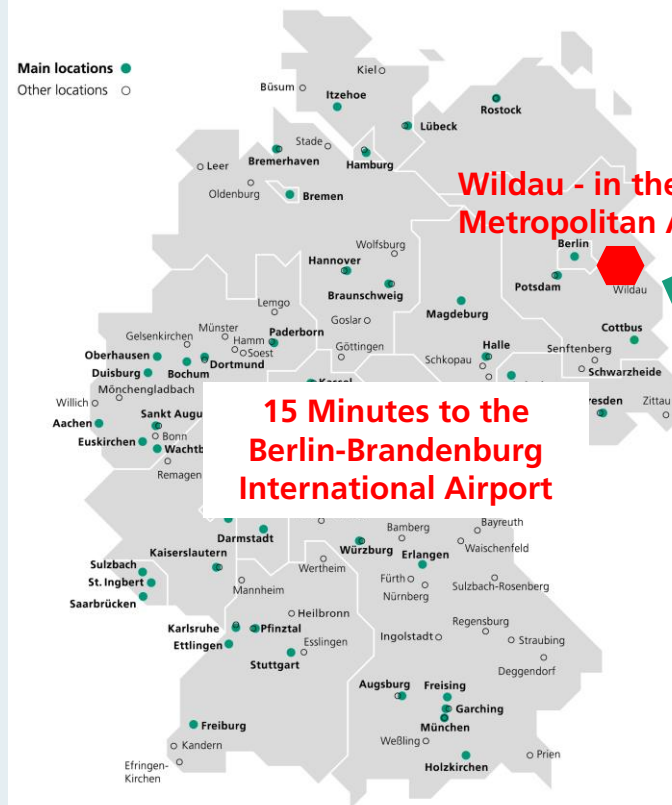 Main locations
Other locations
Kiel
Büsum
Itzehoe
Rostock
Lübeck
Stade
Bremerhaven
Hamburg
Leer
Oldenburg
Bremen
Wildau - in the
Metropolitan
Berlin
Wolfsburg
Hannover
Potsdam
Wildau
Braunschweig
Lemgo
Magdeburg
Goslar
Münster
Paderborn
Gelsenkirchen
Hamm
Soest
Göttingen
Halle
Cottbus
Senftenberg
Oberhausen
Dortmund
Schkopau
Bochum
Duisburg
Schwarzheide
Mönchengladbach
Willich
Zittau
Sankt Augu
15 Minutes to the
Berlin-Brandenburg
International Airport
Aachen
Bonn
Euskirchen
Wachtb
Remagen
Darmstadt
Bamberg
Bayreuth
Kaiserslautern
Würzburg
Waischenfeld
Erlangen
Wertheim
Sulzbach
St. Ingbert
Mannheim
Fürth
Nürnberg
Sulzbach-Rosenberg
Saarbrücken
Heilbronn
Regensburg
Karlsruhe
Pfinztal
Ingolstadt
Straubing
Ettlingen
Esslingen
Stuttgart
Deggendorf
Augsburg
Freising
Garching
München
Freiburg
Weßling
Kandern
Prien
Efringen-
Kirchen
Holzkirchen